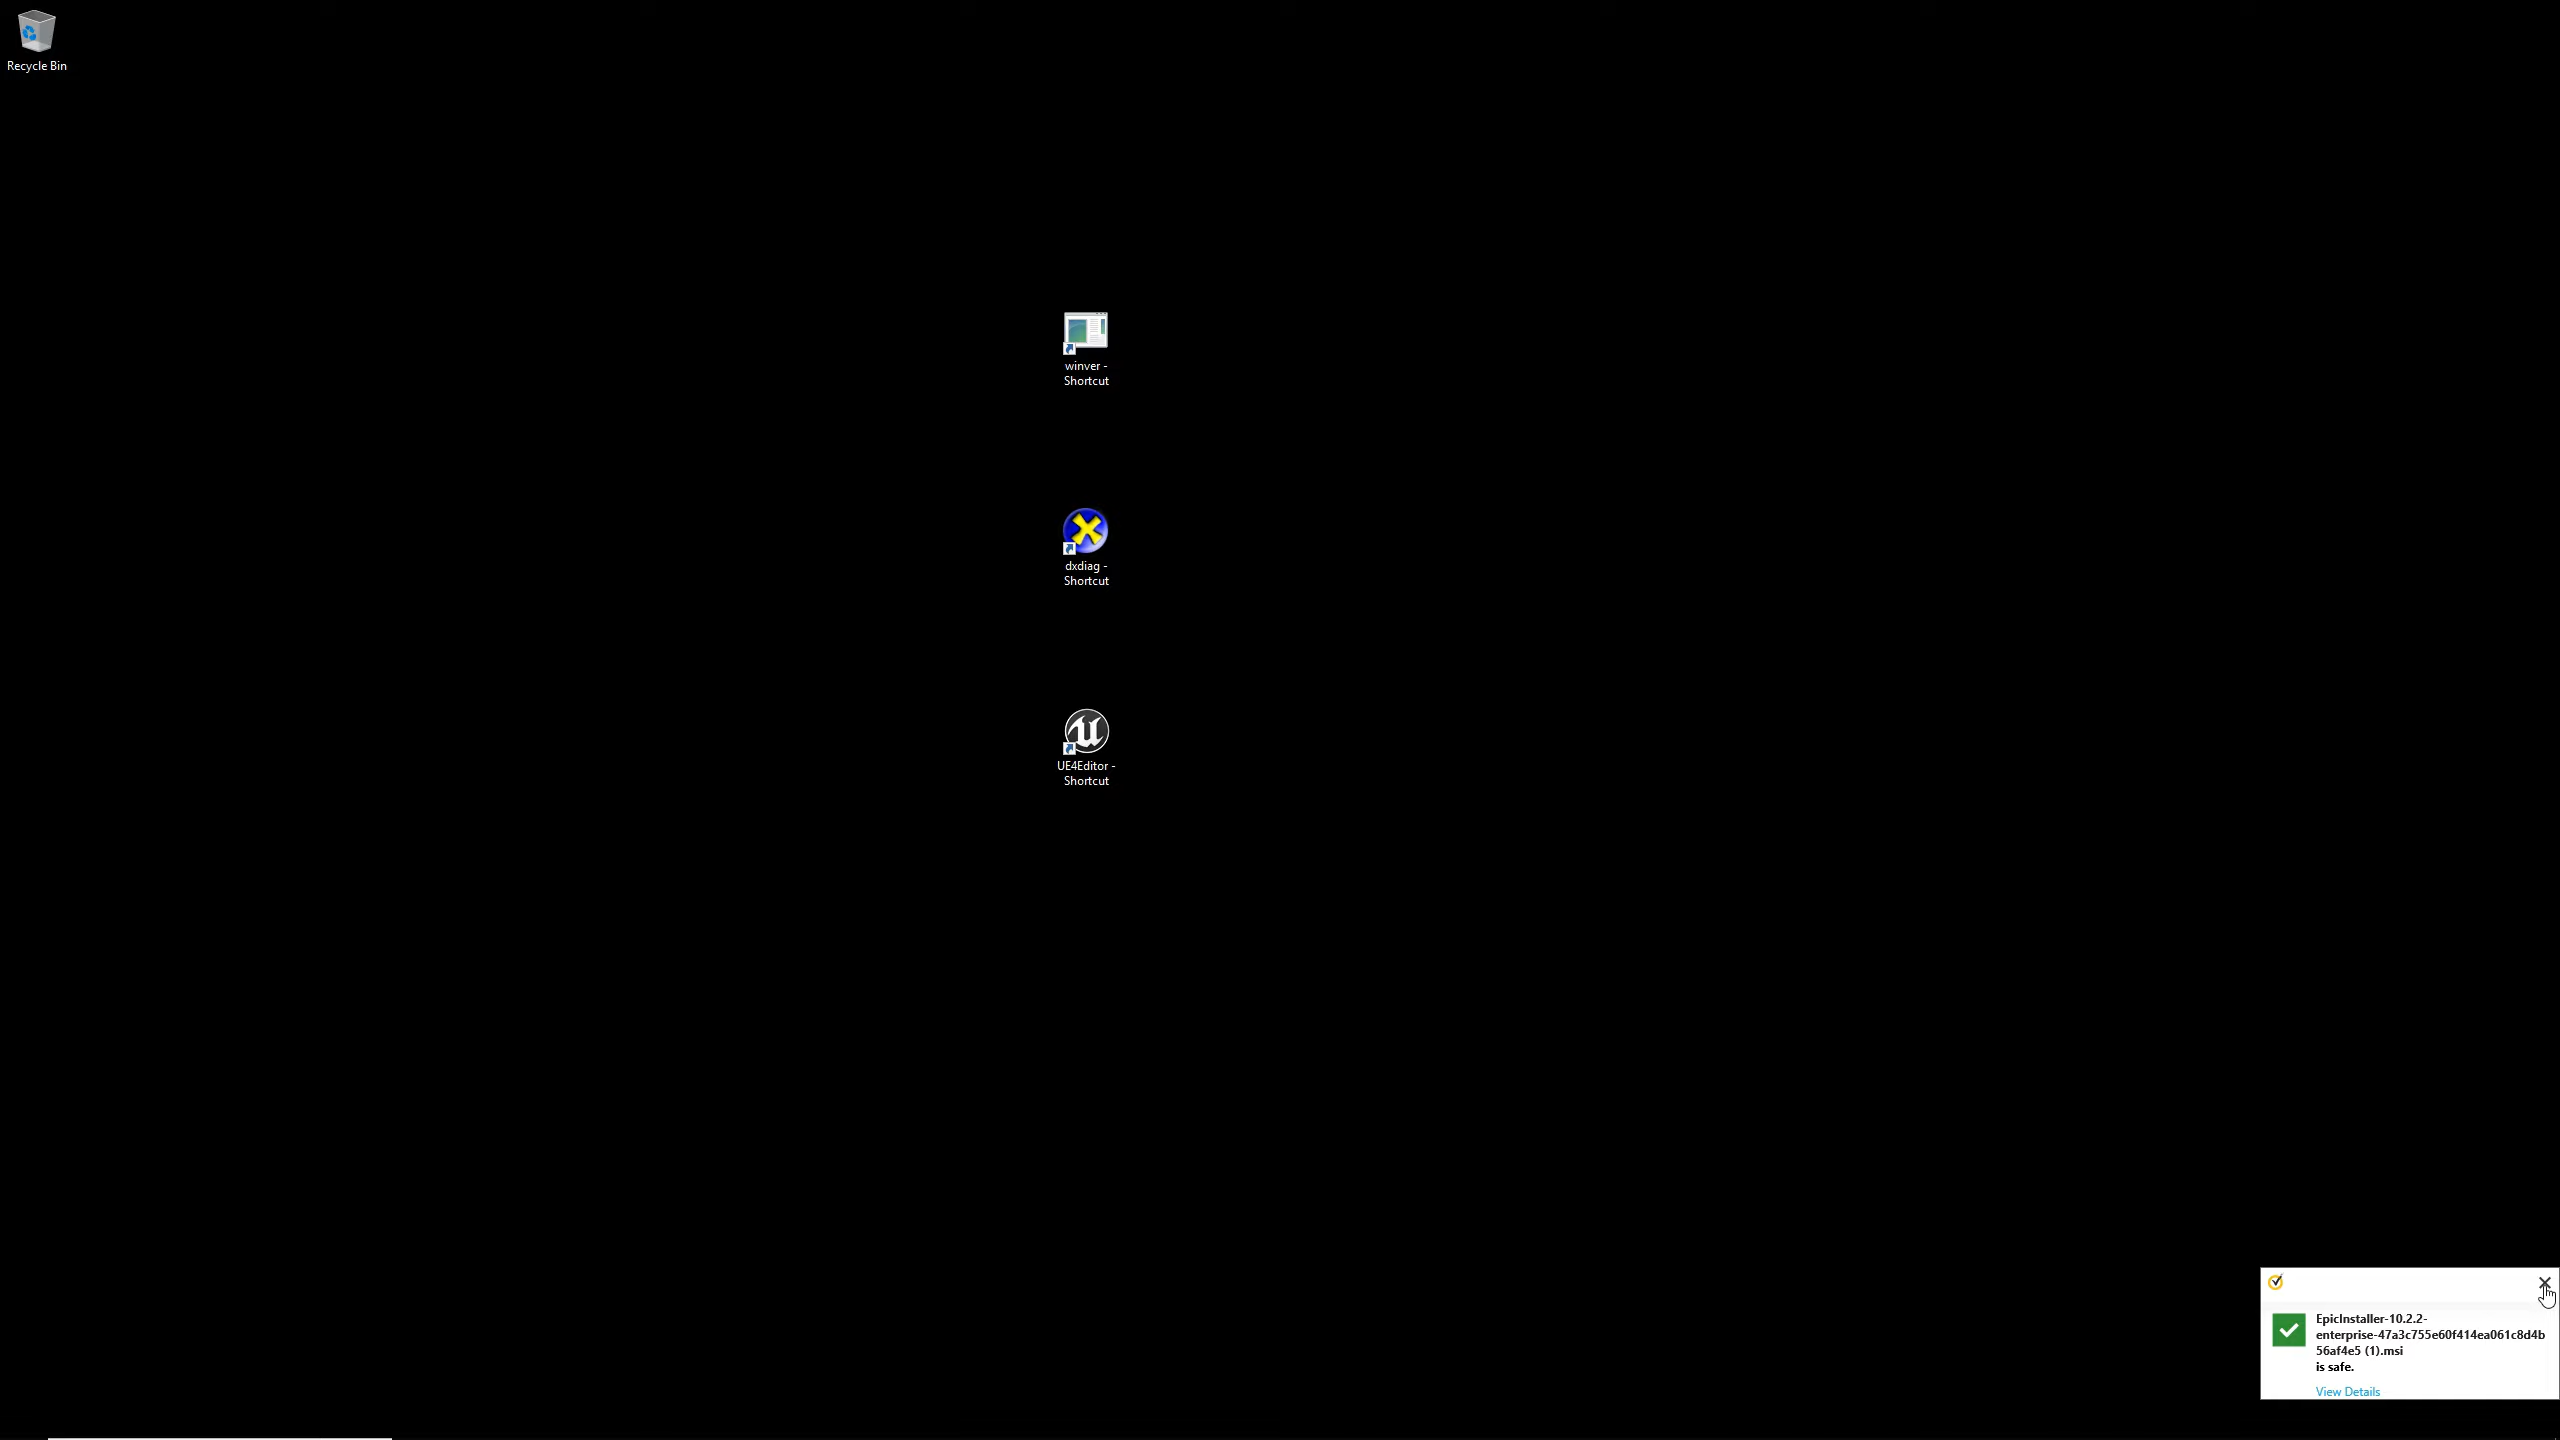 Recycle Bin
winver -
Shortcut
dxdiag -
Shortcut
UE4Editor -
Shortcut
EpicInstaller-10.2.2-
enterprise-47a3c755e60f414ea061c8d4b
56af4e5 (1).msi
is safe.
View Details